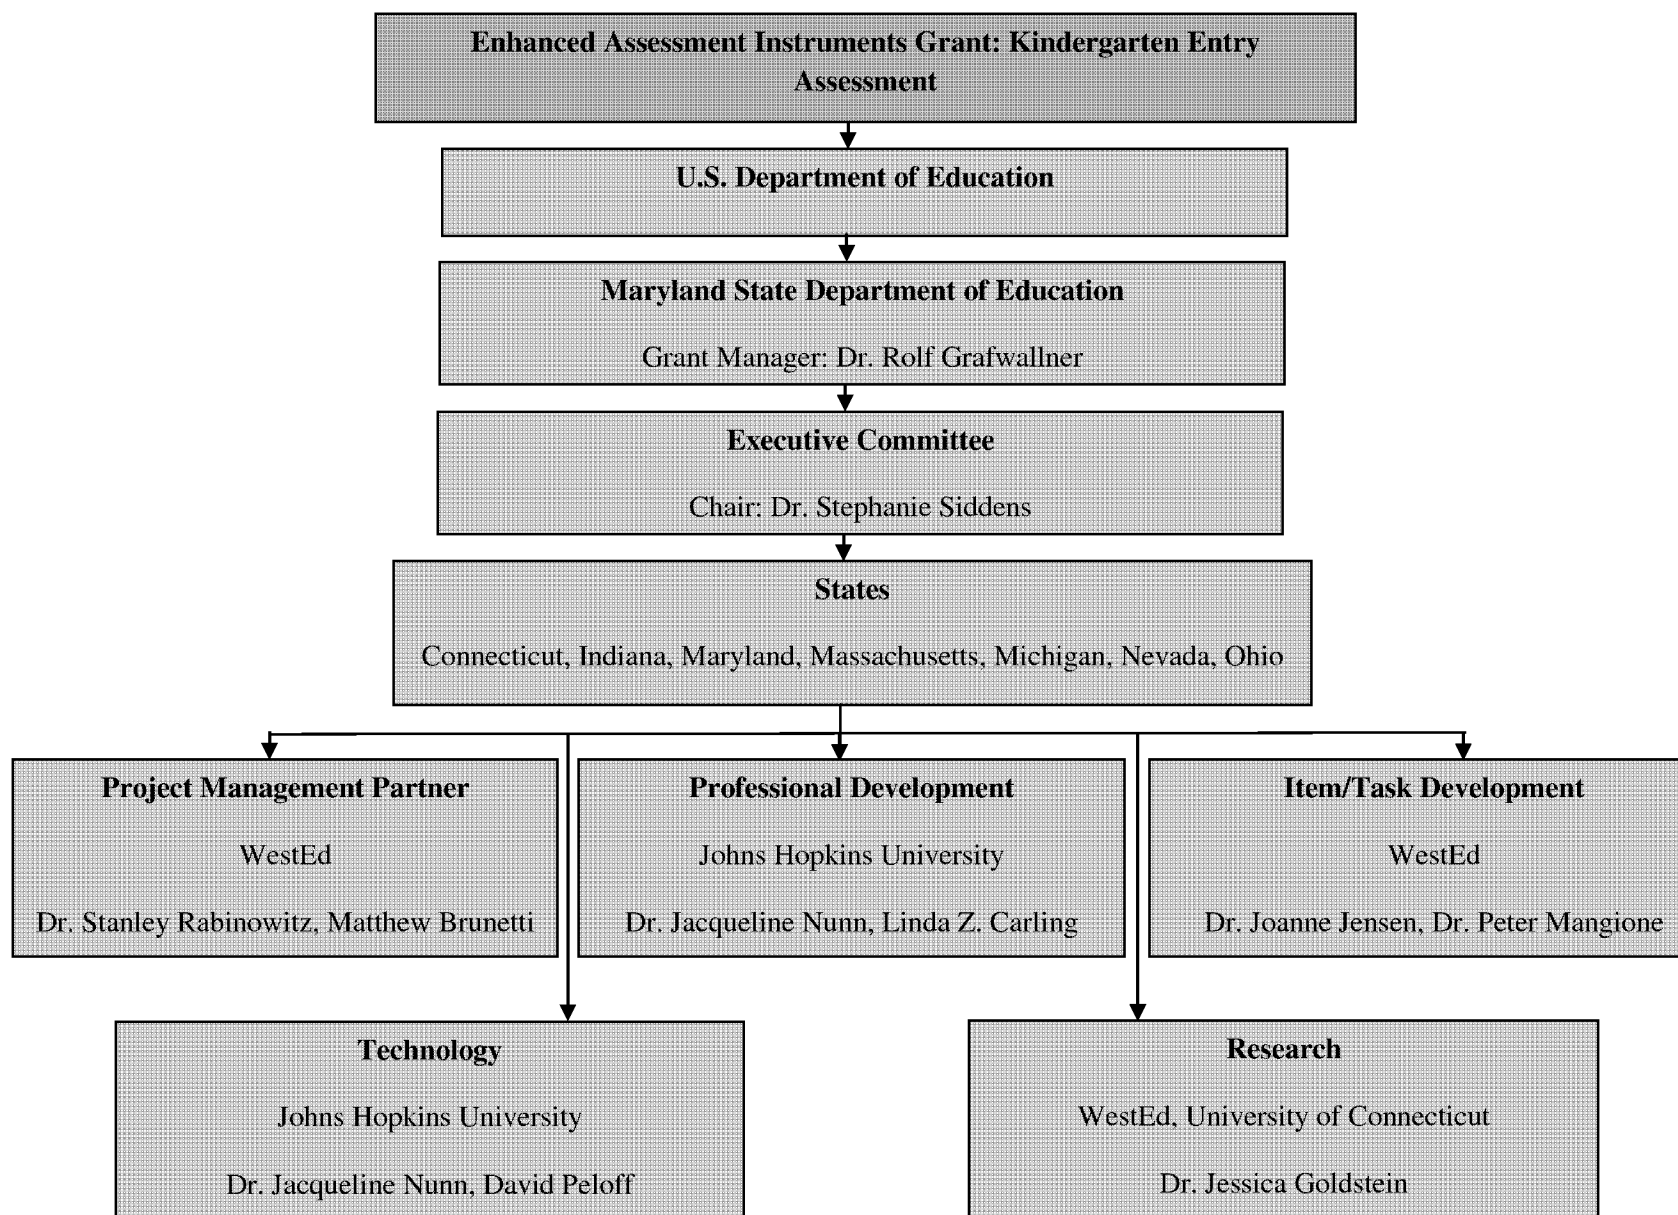 Enhanced Assessment Instruments Grant: Kindergarten Entry
Assessment
U.S. Department of Education
Maryland State Department of Education
Grant Manager: Dr. Rolf Grafwallner
Executive Committee
Chair: Dr. Stephanie Siddens
States
Connecticut, Indiana, Maryland, Massachusetts, Michigan, Nevada, Ohio
Project Management Partner
WestEd
Dr. Stanley Rabinowitz, Matthew Brunetti
Professional Development
Johns Hopkins University
Dr. Jacqueline Nunn, Linda Z. Carling
Item/Task Development
WestEd
Dr. Joanne Jensen, Dr. Peter Mangione
Technology
Johns Hopkins University
Dr. Jacqueline Nunn, David Peloff
Research
WestEd, University of Connecticut
Dr. Jessica Goldstein